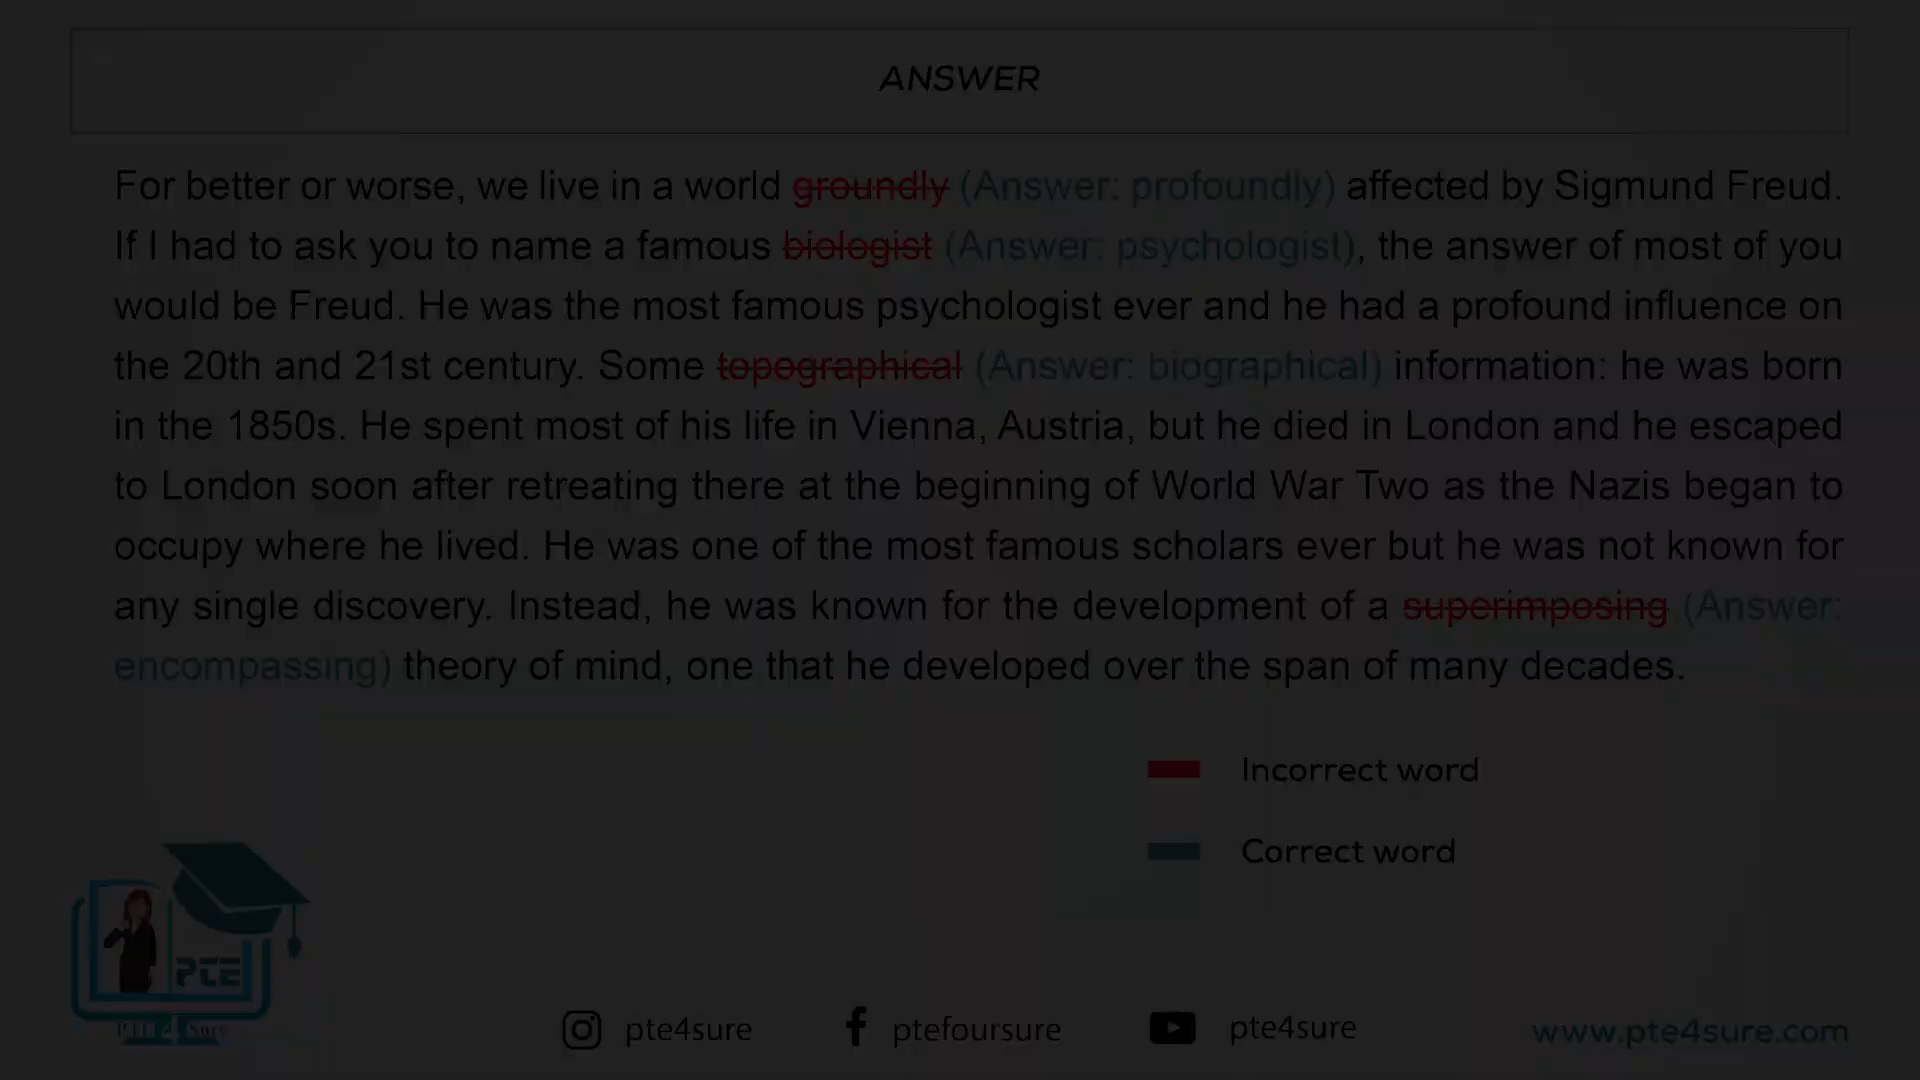 ANSWER
For better or worse, we live in a world groundly (Answer: profoundly) affected by Sigmund Freud.
If I had to ask you to name a famous biologist (Answer: psychologist), the answer of most of you
would be Freud. He was the most famous psychologist ever and he had a profound influence on
the 20th and 21st century. Some topographical (Answer: biographical) information: he was born
in the 1850s. He spent most of his life in Vienna, Austria, but he died in London and he escaped
to London soon after retreating there at the beginning of World War Two as the Nazis began to
occupy where he lived. He was one of the most famous scholars ever but he was not known for
any single discovery. Instead, he was known for the development of a superimposing (Answer:
encompassing) theory of mind, one that he developed over the span of many decades.
Incorrect word
Correct word
PTE
PTE 4 Sure
pte4sure
ptefoursure
pte4sure
www.pte4sure.com